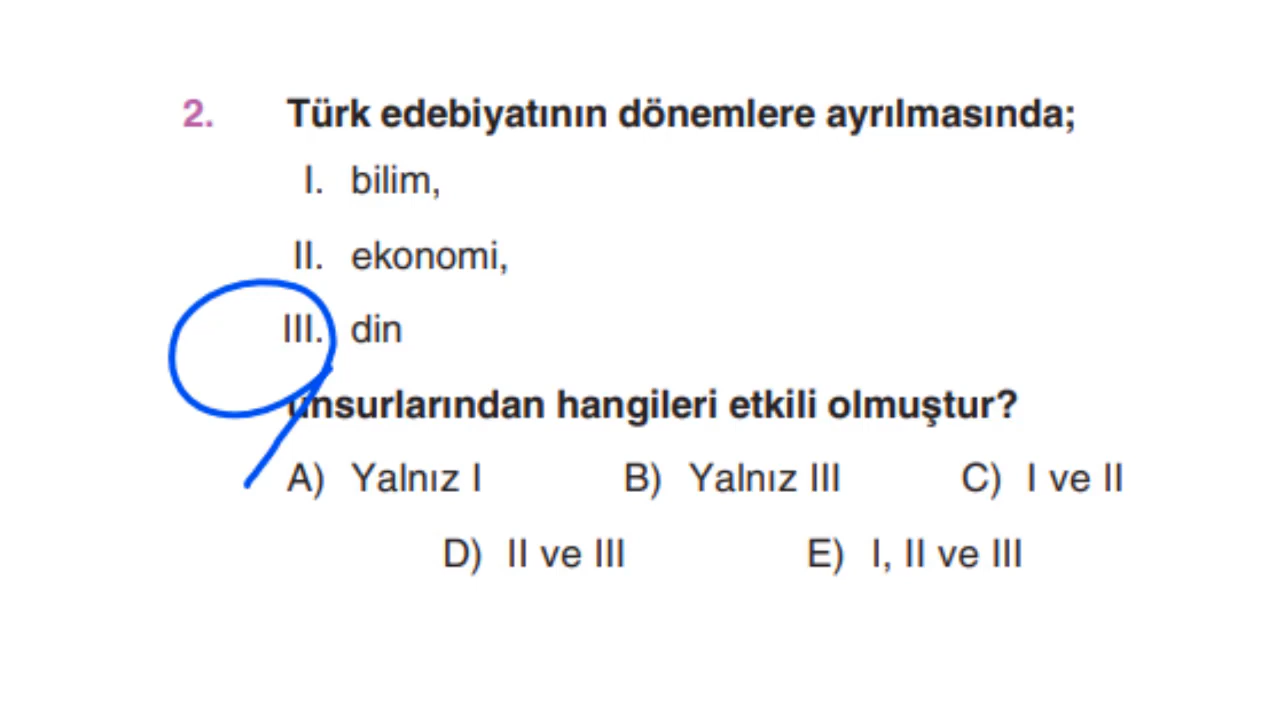 2. Türk edebiyatının dönemlere ayrılmasında;
I. bilim,
II. ekonomi,
III. din
unsurlarından hangileri etkili olmuştur?
A) Yalnız I B) Yalnız III C) I ve II
D) II ve III E) I, II ve III